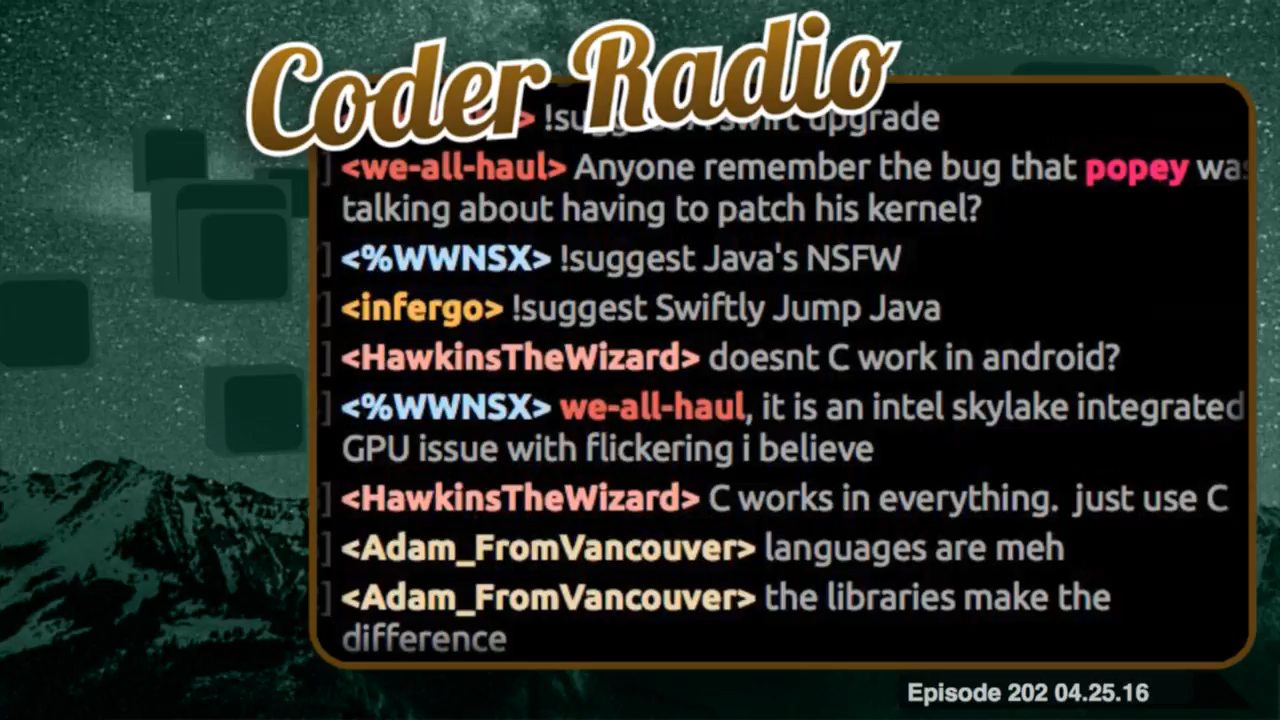 Coder Radio
> !su swift upgrade
<we-all-haul> Anyone remember the bug that popey was
talking about having to patch his kernel?
] <%WWNSX> !suggest Java's NSFW
] <infergo> !suggest Swiftly Jump Java
] <HawkinsTheWizard> doesnt C work in android?
] <%WWNSX> we-all-haul, it is an intel skylake integrated
GPU issue with flickering i believe
] <HawkinsTheWizard> C works in everything. just use C
] <Adam_FromVancouver> languages are meh
] <Adam_FromVancouver> the libraries make the
difference
Episode 202 04.25.16